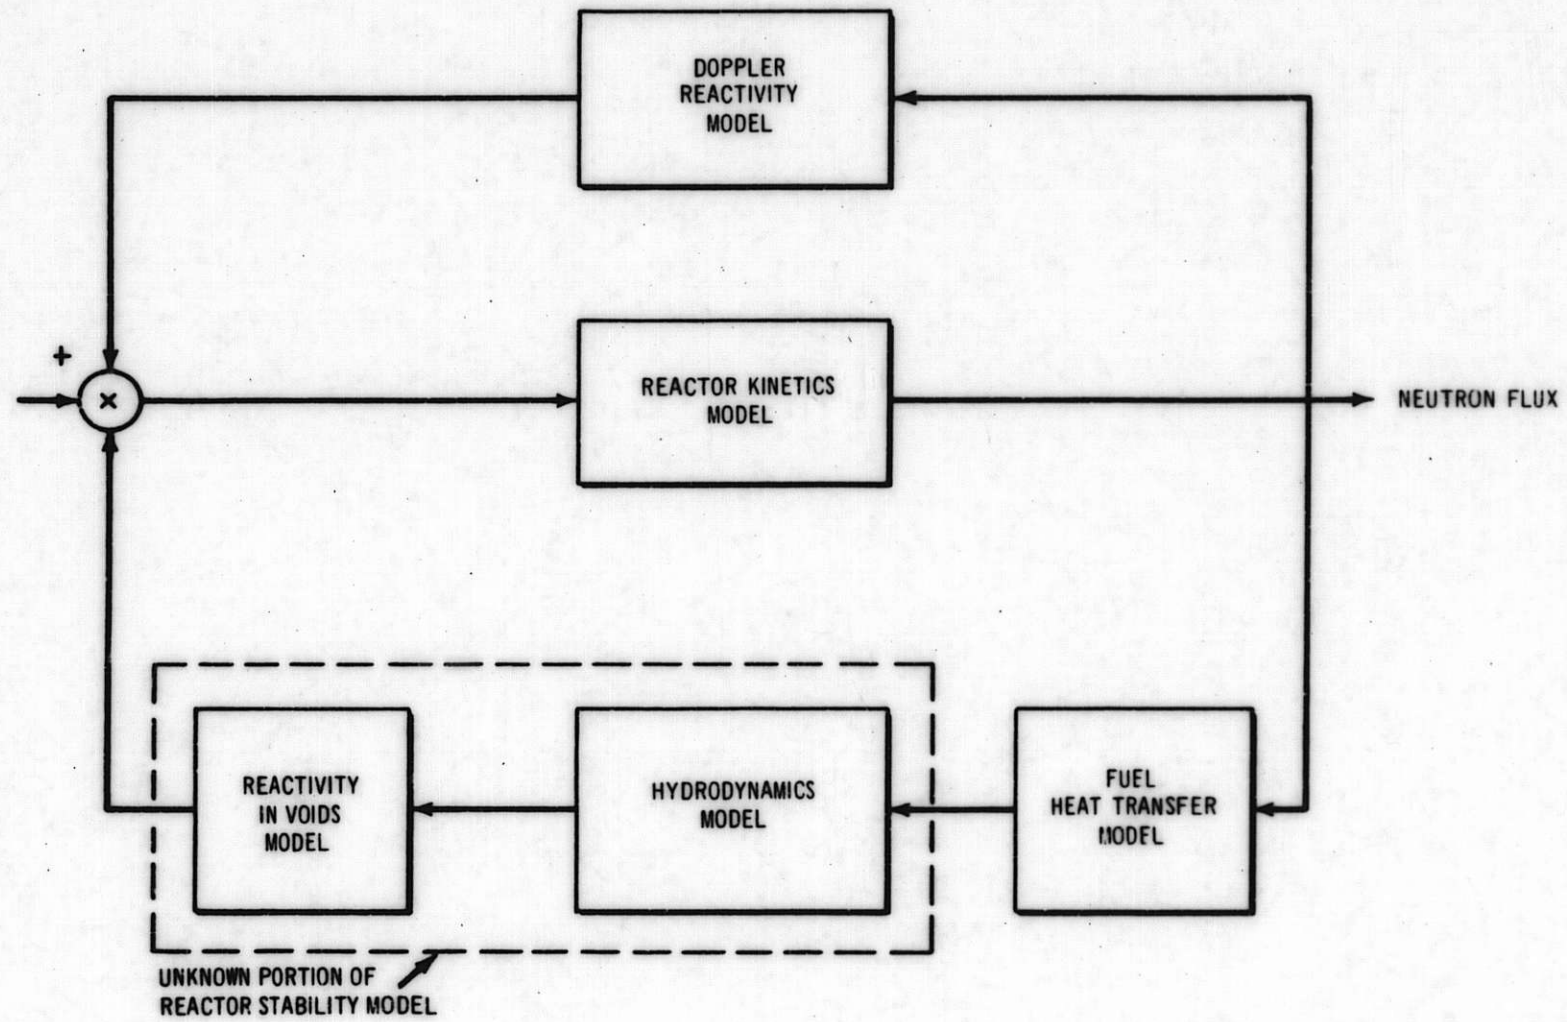 DOPPLER
REACTIVITY
MODEL
+
×
REACTOR KINETICS
MODEL
NEUTRON FLUX
REACTIVITY
IN VOIDS
MODEL
HYDRODYNAMICS
MODEL
FUEL
HEAT TRANSFER
MODEL
UNKNOWN PORTION OF
REACTOR STABILITY MODEL